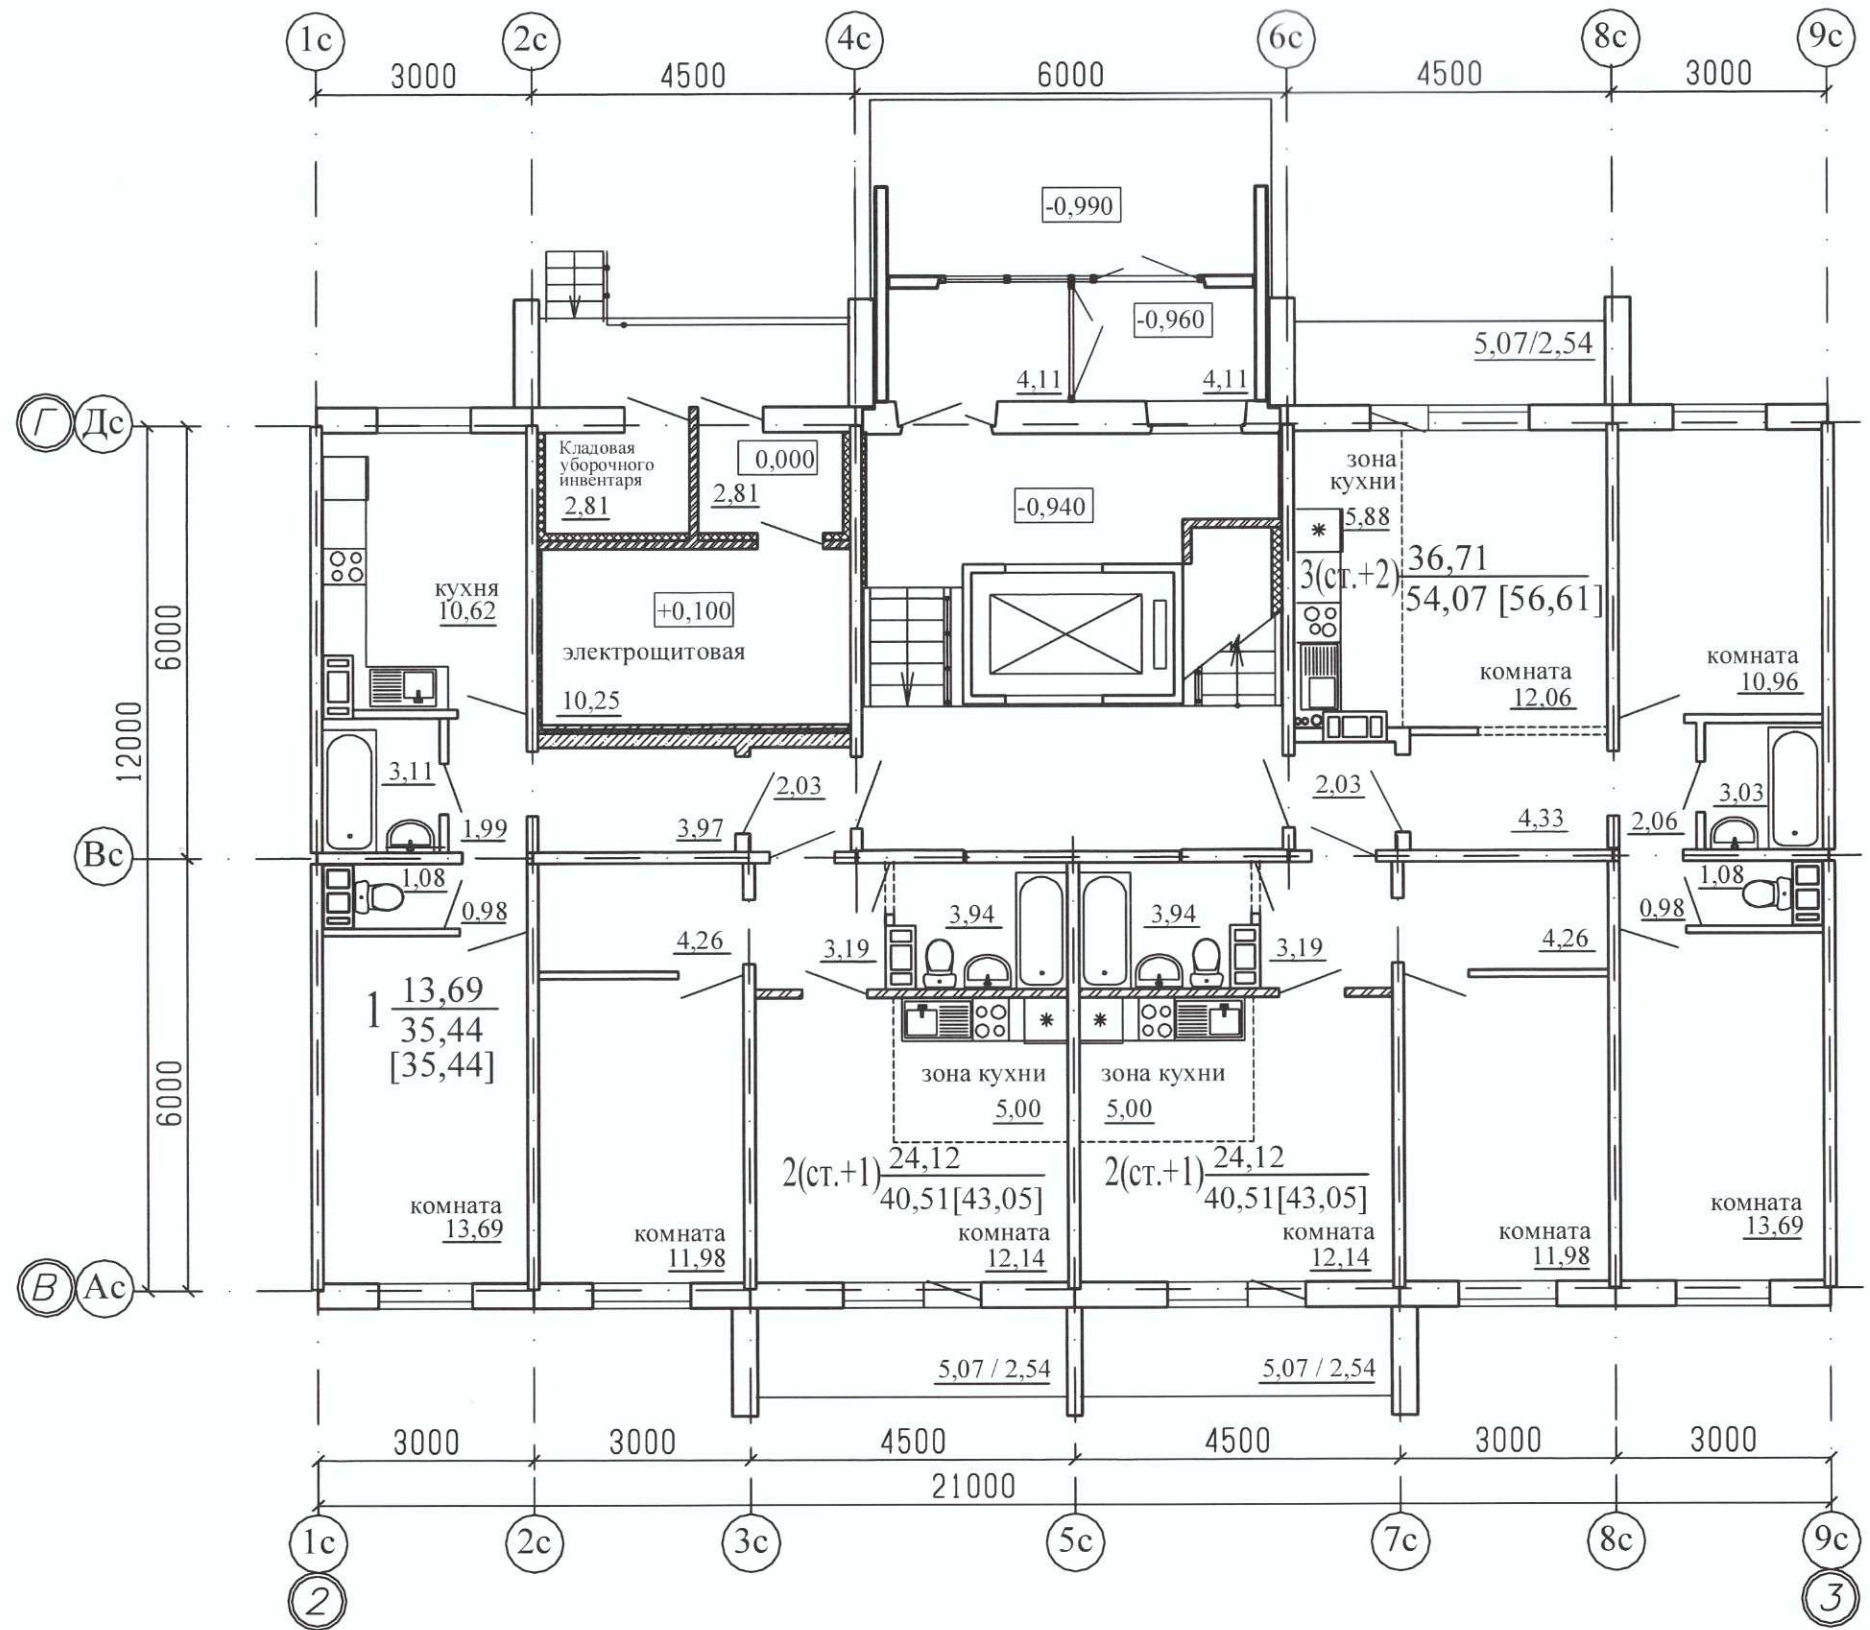 1с 2с 4с 6с 8с 9с
3000 4500 6000 4500 3000
-0,990
-0,960
5,07/2,54
4,11 4,11
Г Дс
Кладовая
уборочного
инвентаря
2,81
0,000
2,81
-0,940
зона
кухни
5,88
3(ст.+2) 36,71
54,07 [56,61]
кухня
10,62
+0,100
электрощитовая
10,25
комната
12,06
комната
10,96
6000
12000
3,11
2,03
2,03
3,03
1,99
3,97
4,33
2,06
Вс
1,08
0,98
3,94
3,94
1,08
0,98
4,26
3,19
3,19
4,26
1 13,69
35,44
[35,44]
6000
зона кухни
5,00
зона кухни
5,00
2(ст.+1) 24,12
40,51[43,05]
2(ст.+1) 24,12
40,51[43,05]
комната
13,69
комната
11,98
комната
12,14
комната
12,14
комната
11,98
комната
13,69
В Ас
5,07 / 2,54
5,07 / 2,54
3000 3000 4500 4500 3000 3000
21000
1с 2с 3с 5с 7с 8с 9с
2 3